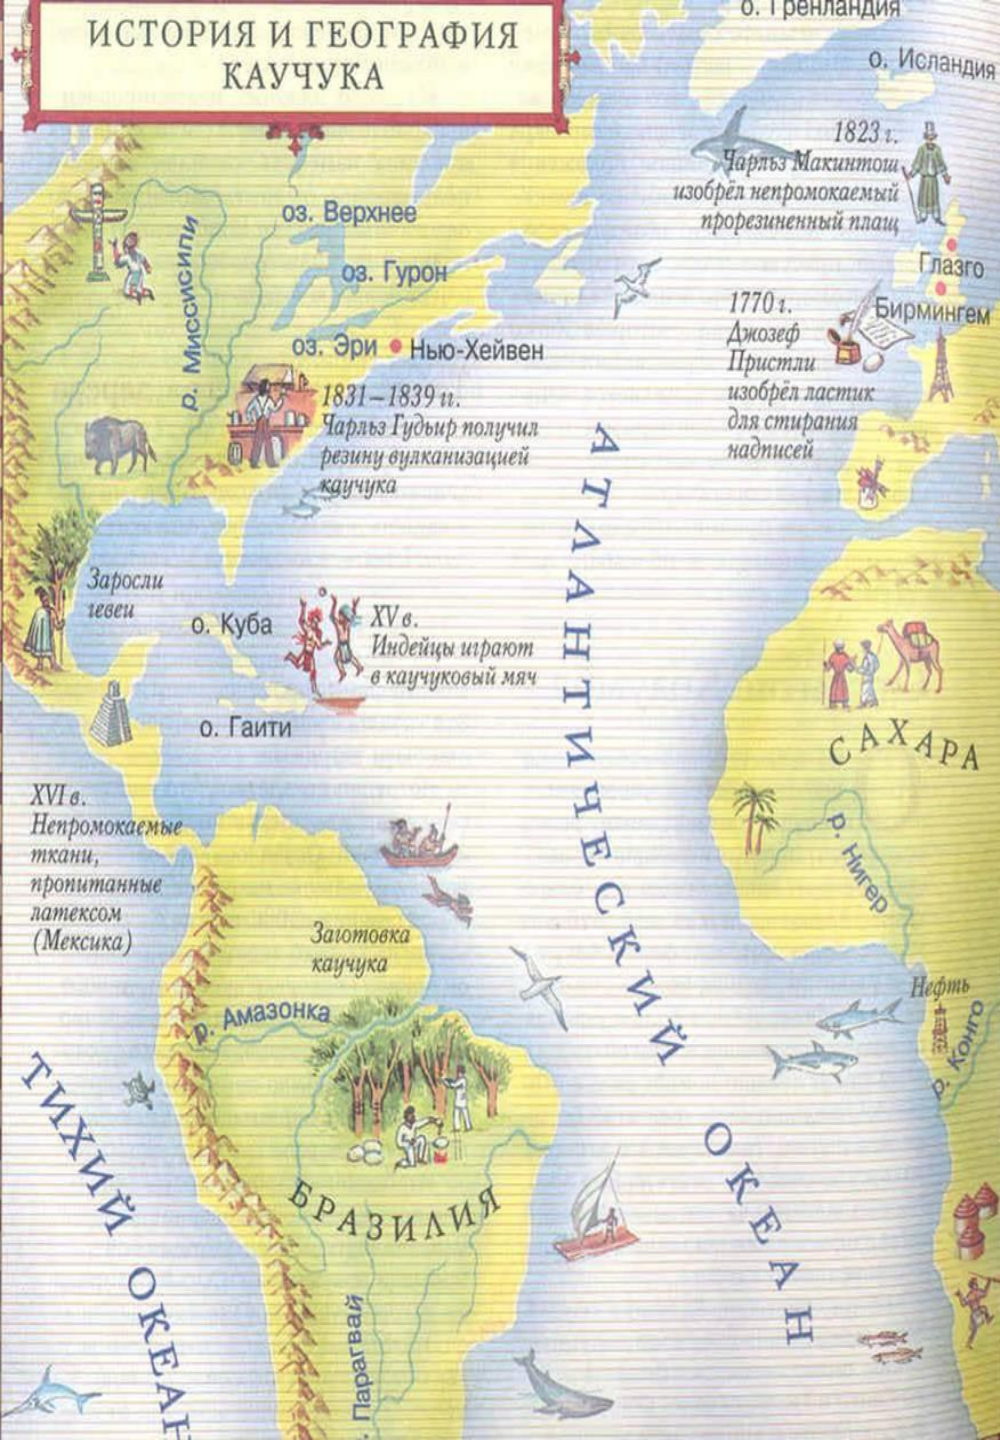 ИСТОРИЯ И ГЕОГРАФИЯ
КАУЧУКА
о. Гренландия
о. Исландия
1823 г.
Чарльз Макинтош
изобрёл непромокаемый
прорезиненный плащ
Глазго
Бирмингем
1770 г.
Джозеф
Пристли
изобрёл ластик
для стирания
надписей
оз. Верхнее
оз. Гурон
оз. Эри
Нью-Хейвен
р. Миссисипи
1831–1839 гг.
Чарльз Гудьир получил
резину вулканизацией
каучука
Заросли
гевеи
о. Куба
XV в.
Индейцы играют
в каучуковый мяч
о. Гаити
АТЛАНТИЧЕСКИЙ
ОКЕАН
САХАРА
р. Нигер
XVI в.
Непромокаемые
ткани,
пропитанные
латексом
(Мексика)
Заготовка
каучука
р. Амазонка
Нефть
р. Конго
ТИХИЙ
ОКЕАН
БРАЗИЛИЯ
. Парагвай